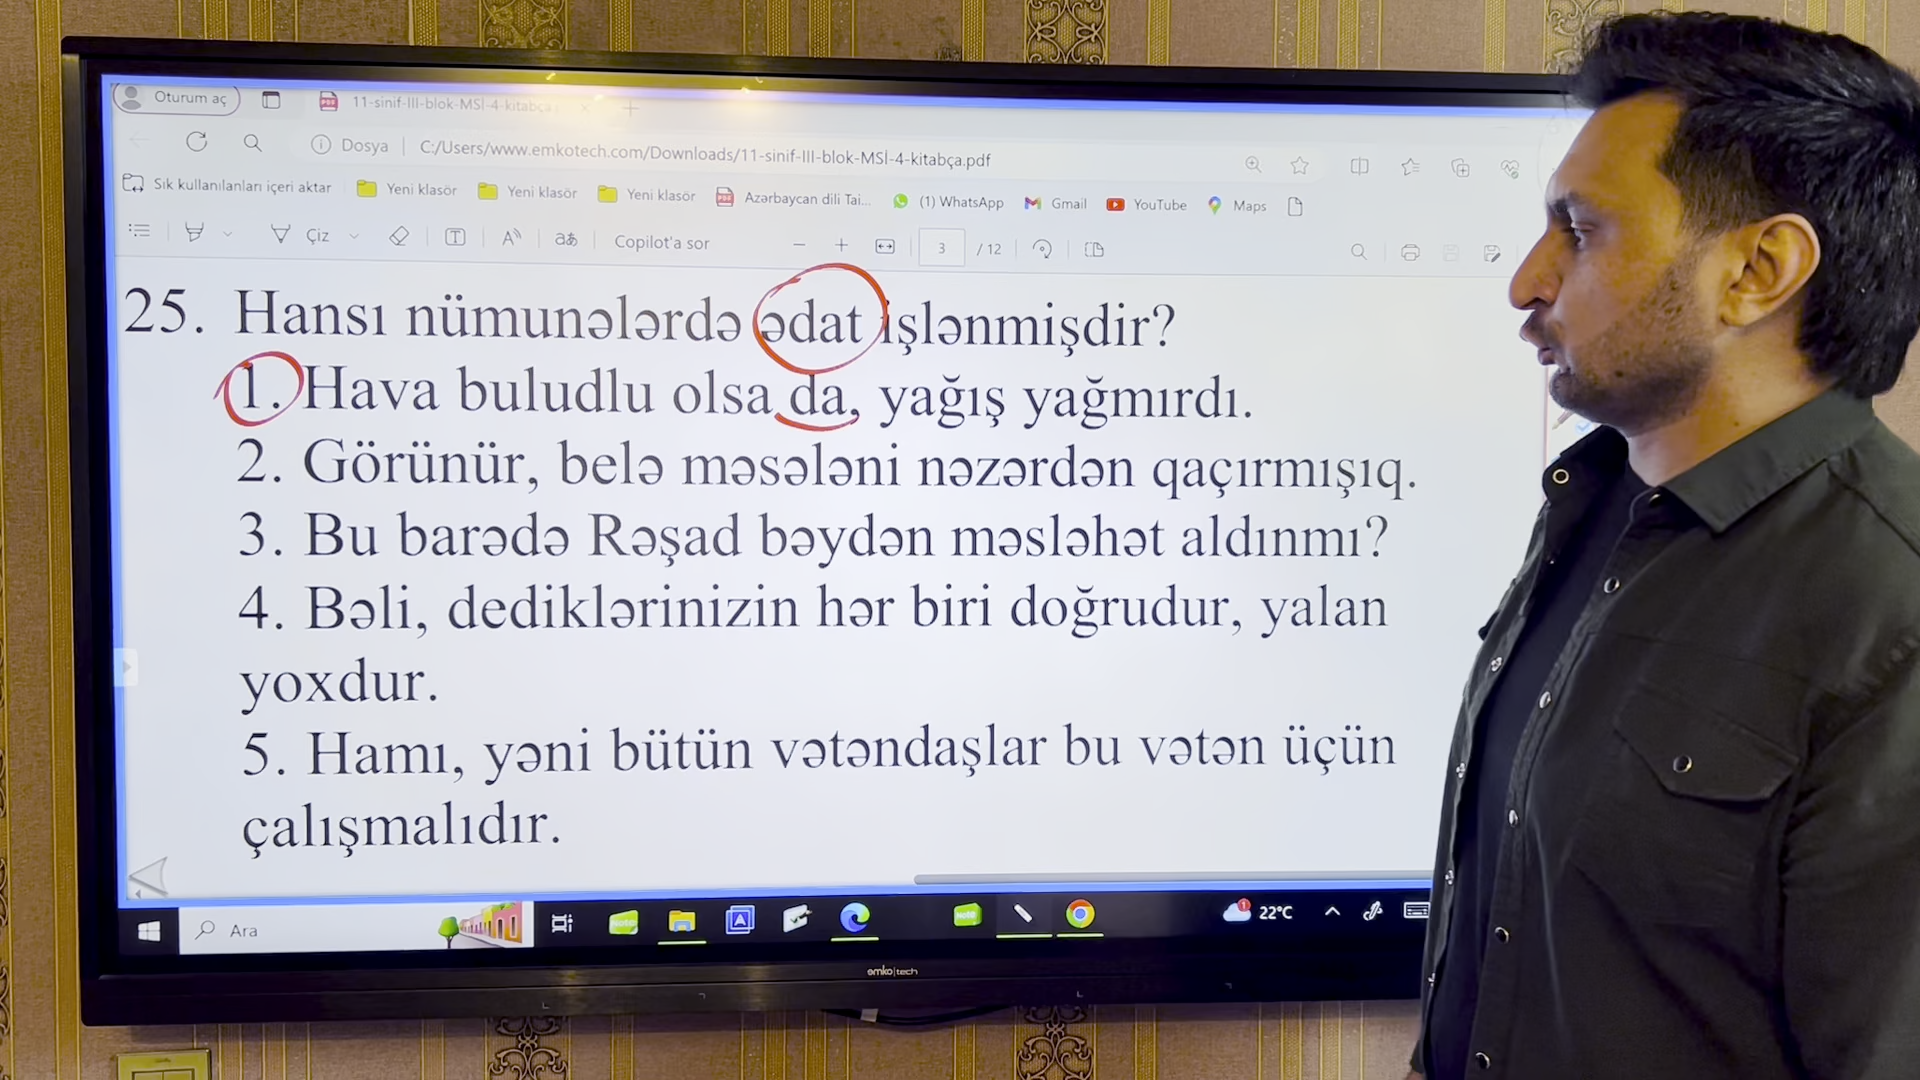 Oturum aç
11-sinif-III-blok-MSİ-4-kitabça
Dosya C:/Users/www.emkotech.com/Downloads/11-sinif-III-blok-MSİ-4-kitabça.pdf
Sık kullanılanları içeri aktar Yeni klasör Yeni klasör Yeni klasör Azərbaycan dili Tai... (1) WhatsApp Gmail YouTube Maps
Çiz Copilot'a sor 3 / 12
25. Hansı nümunələrdə ədat işlənmişdir?
1. Hava buludlu olsa da, yağış yağmırdı.
2. Görünür, belə məsələni nəzərdən qaçırmışıq.
3. Bu barədə Rəşad bəydən məsləhət aldınmı?
4. Bəli, dediklərinizin hər biri doğrudur, yalan
yoxdur.
5. Hamı, yəni bütün vətəndaşlar bu vətən üçün
çalışmalıdır.
Ara 22°C
emko|tech